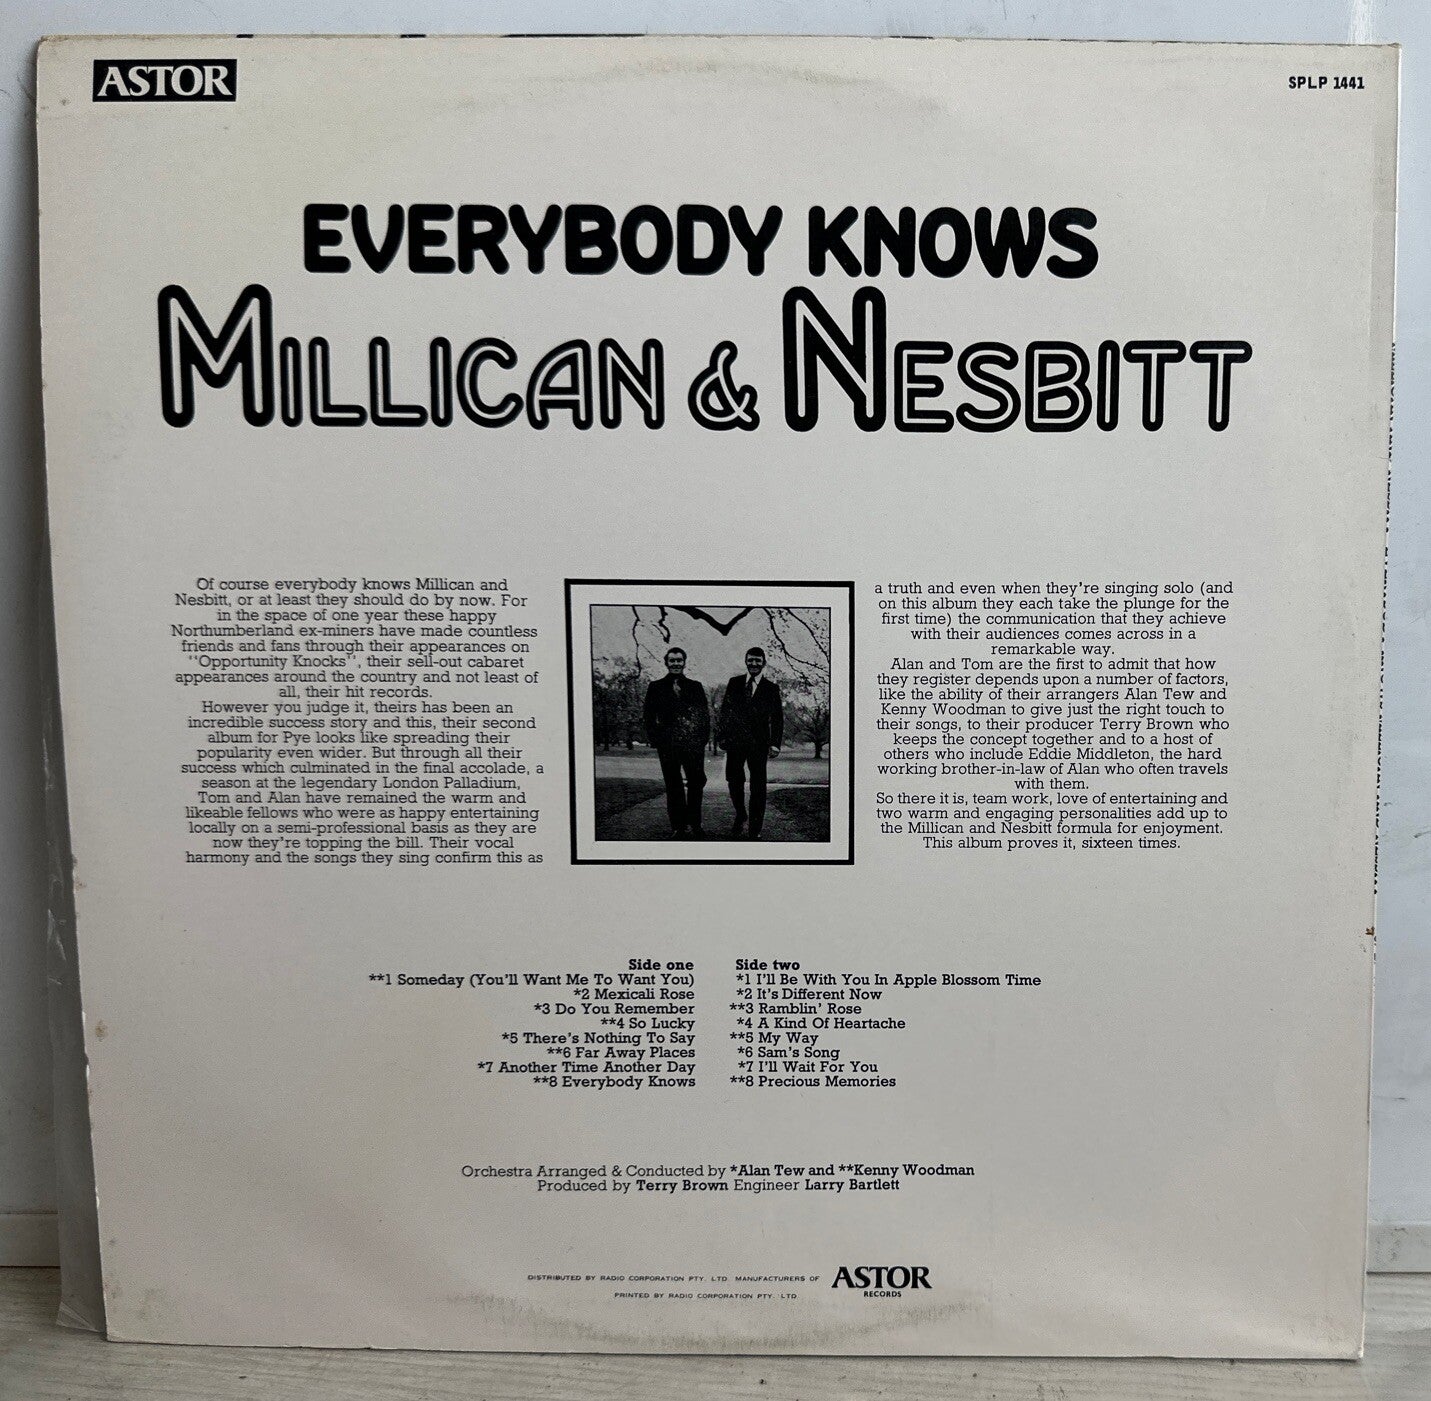 ASTOR
SPLP 1441
EVERYBODY KNOWS
MILLICAN & NESBITT
Of course everybody knows Millican and
Nesbitt, or at least they should do by now. For
in the space of one year these happy
Northumberland ex-miners have made countless
friends and fans through their appearances on
"Opportunity Knocks", their sell-out cabaret
appearances around the country and not least of
all, their hit records.
However you judge it, theirs has been an
incredible success story and this, their second
album for Pye looks like spreading their
popularity even wider. But through all their
success which culminated in the final accolade, a
season at the legendary London Palladium,
Tom and Alan have remained the warm and
likeable fellows who were as happy entertaining
locally on a semi-professional basis as they are
now they're topping the bill. Their vocal
harmony and the songs they sing confirm this as
a truth and even when they're singing solo (and
on this album they each take the plunge for the
first time) the communication that they achieve
with their audiences comes across in a
remarkable way.
Alan and Tom are the first to admit that how
they register depends upon a number of factors,
like the ability of their arrangers Alan Tew and
Kenny Woodman to give just the right touch to
their songs, to their producer Terry Brown who
keeps the concept together and to a host of
others who include Eddie Middleton, the hard
working brother-in-law of Alan who often travels
with them.
So there it is, team work, love of entertaining and
two warm and engaging personalities add up to
the Millican and Nesbitt formula for enjoyment.
This album proves it, sixteen times.
Side one
**1 Someday (You'll Want Me To Want You)
*2 Mexicali Rose
*3 Do You Remember
**4 So Lucky
*5 There's Nothing To Say
**6 Far Away Places
*7 Another Time Another Day
**8 Everybody Knows
Side two
*1 I'll Be With You In Apple Blossom Time
*2 It's Different Now
**3 Ramblin' Rose
*4 A Kind Of Heartache
**5 My Way
*6 Sam's Song
*7 I'll Wait For You
**8 Precious Memories
Orchestra Arranged & Conducted by *Alan Tew and **Kenny Woodman
Produced by Terry Brown Engineer Larry Bartlett
DISTRIBUTED BY RADIO CORPORATION PTY. LTD. MANUFACTURERS OF
ASTOR
RECORDS
PRINTED BY RADIO CORPORATION PTY. LTD.